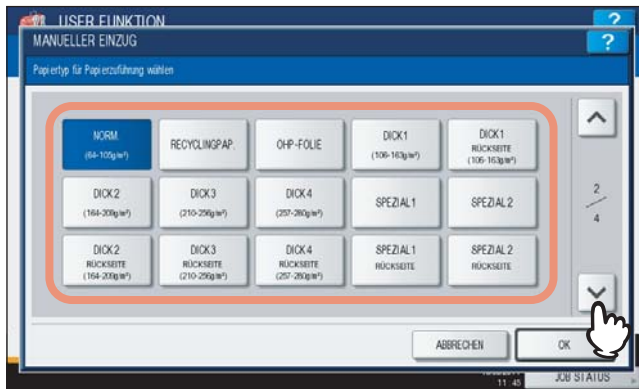 USER FUNKTION
?
MANUELLER EINZUG
?
Papiertyp für Papierzuführung wählen
NORM.
(64-105g/m²)
RECYCLINGPAP.
OHP-FOLIE
DICK1
(106-163g/m²)
DICK1
RÜCKSEITE
(106-163g/m²)
DICK2
(164-209g/m²)
DICK3
(210-256g/m²)
DICK4
(257-280g/m²)
SPEZIAL1
SPEZIAL2
DICK2
RÜCKSEITE
(164-209g/m²)
DICK3
RÜCKSEITE
(210-256g/m²)
DICK4
RÜCKSEITE
(257-280g/m²)
SPEZIAL1
RÜCKSEITE
SPEZIAL2
RÜCKSEITE
2
4
ABBRECHEN
OK
11:45
JOB STATUS